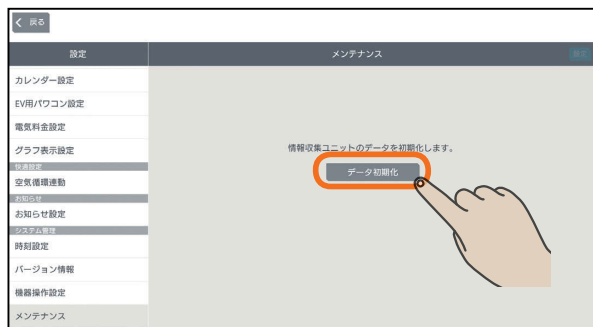 戻る
設定
メンテナンス
設定
カレンダー設定
EV用パワコン設定
電気料金設定
グラフ表示設定
快適設定
空気循環連動
お知らせ
お知らせ設定
システム管理
時刻設定
バージョン情報
機器操作設定
メンテナンス
情報収集ユニットのデータを初期化します。
データ初期化